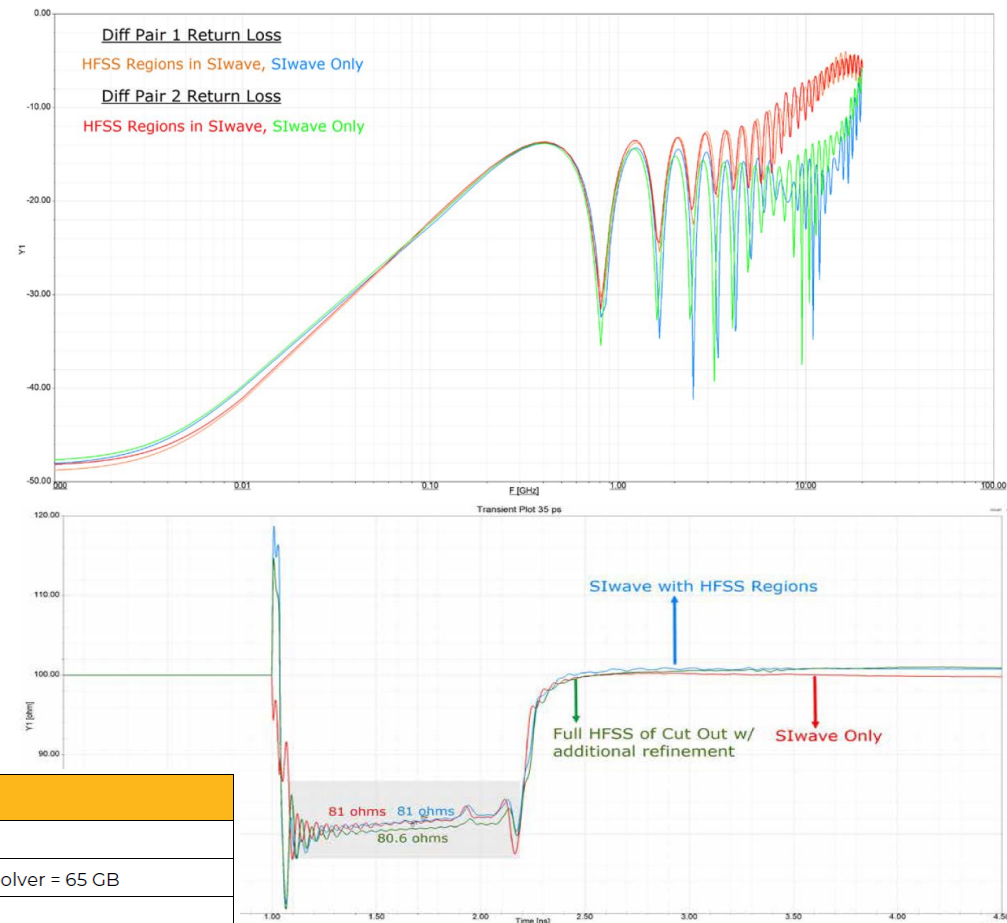 0.00
Diff Pair 1 Return Loss
HFSS Regions in SIwave, SIwave Only
Diff Pair 2 Return Loss
HFSS Regions in SIwave, SIwave Only
-10.00
-20.00
Y1
-30.00
-40.00
-50.00
000 0.01 0.10 1.00 10.00 100.00
F [GHz]
Transient Plot 35 ps
120.00
SIwave with HFSS Regions
110.00
100.00
Y1 [ohm]
Full HFSS of Cut Out w/
additional refinement
SIwave Only
90.00
81 ohms 81 ohms
80.6 ohms
olver = 65 GB
1.00 1.50 2.00 2.50 3.00 3.50 4.00 4.5
Time [ns]